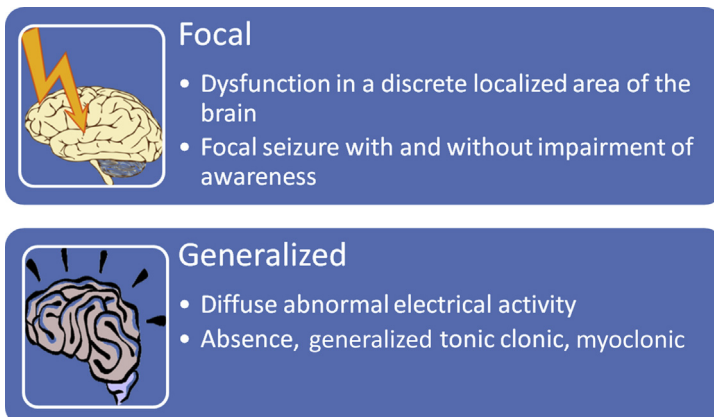 Focal
• Dysfunction in a discrete localized area of the
brain
• Focal seizure with and without impairment of
awareness
Generalized
• Diffuse abnormal electrical activity
• Absence, generalized tonic clonic, myoclonic